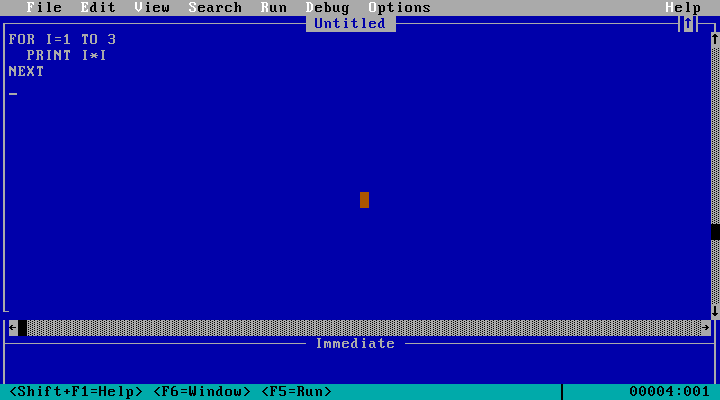 File Edit View Search Run Debug Options Help
Untitled
FOR I=1 TO 3
  PRINT I*I
NEXT
Immediate
<Shift+F1=Help> <F6=Window> <F5=Run> 00004:001